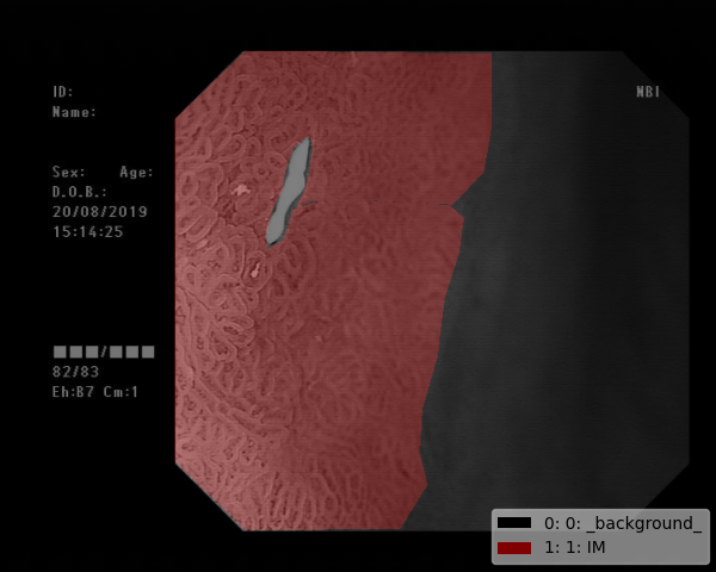 ID:
NBI
Name:
Sex: Age:
D.O.B.:
20/08/2019
15:14:25
■■■/■■■
82/83
Eh:B7 Cm:1
0: 0: _background_
1: 1: IM